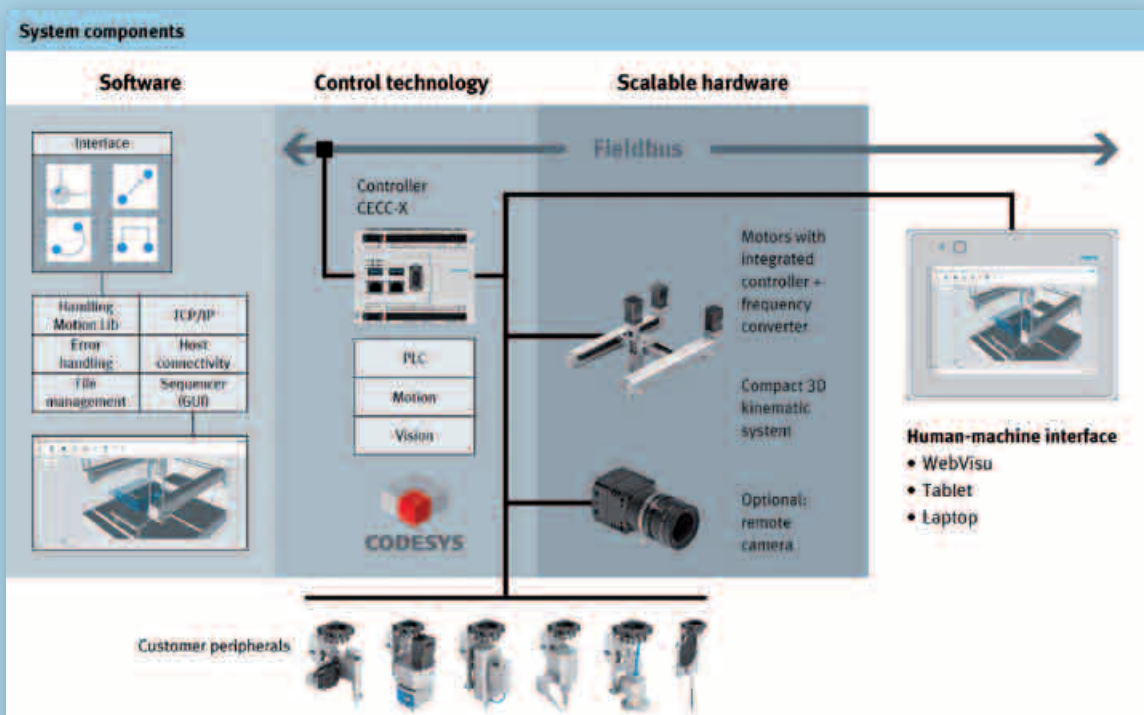 System components
Software
Control technology
Scalable hardware
Interface
Fieldbus
Controller
CECC-X
Motors with
integrated
controller +
frequency
converter
Handling
Motion Lib
TCP/IP
Error
handling
Host
connectivity
File
management
Sequencer
(GUI)
PLC
Motion
Vision
Compact 3D
kinematic
system
Human-machine interface
• WebVisu
• Tablet
• Laptop
CODESYS
Optional:
remote
camera
Customer peripherals